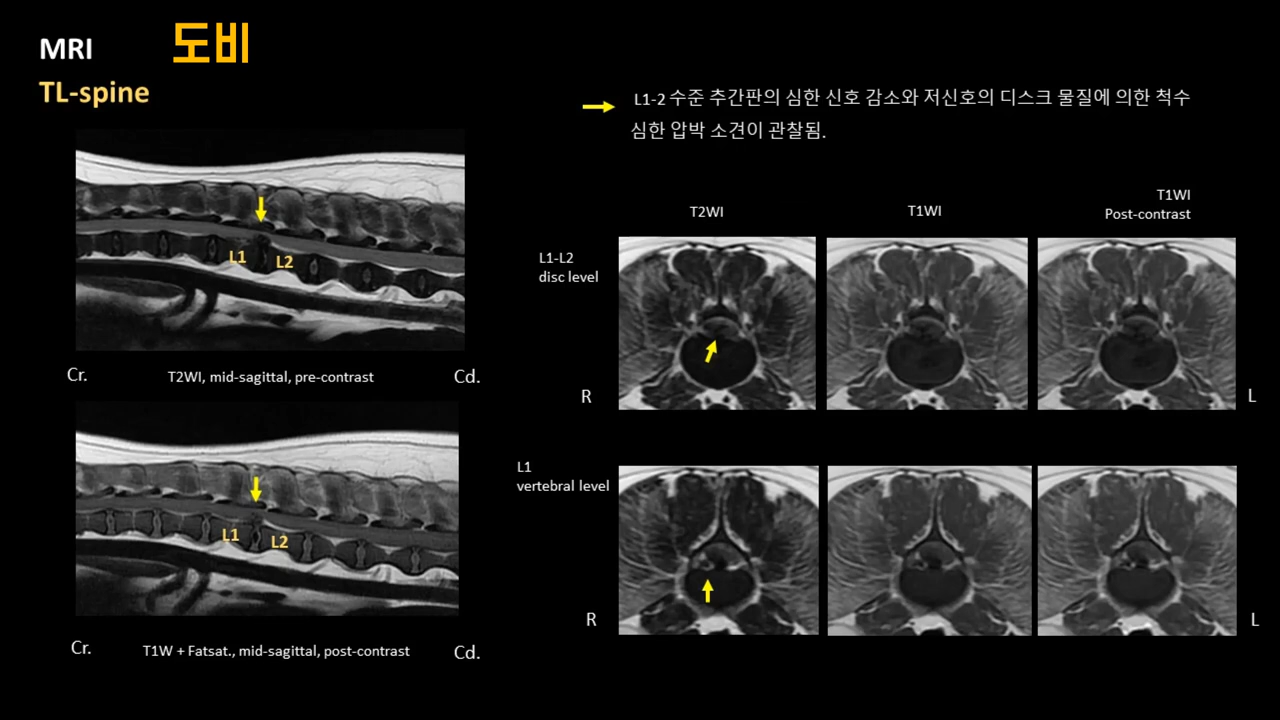 MRI 도비
TL-spine
L1-2 수준 추간판의 심한 신호 감소와 저신호의 디스크 물질에 의한 척수
심한 압박 소견이 관찰됨.
L1 L2
Cr. T2WI, mid-sagittal, pre-contrast Cd.
L1 L2
Cr. T1W + Fatsat., mid-sagittal, post-contrast Cd.
T2WI T1WI T1WI
Post-contrast
L1-L2
disc level
R L
L1
vertebral level
R L